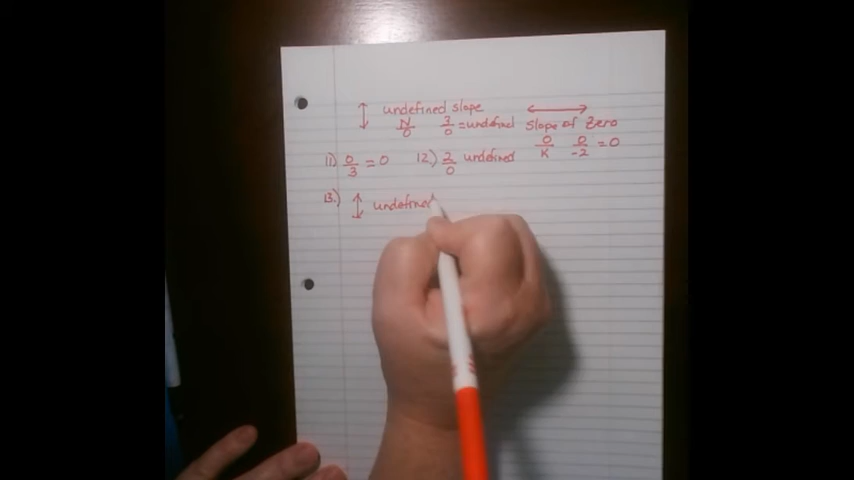 ↕ undefined slope ↔
N/0 3/0 = undefined slope of zero
0/K 0/-2 = 0
11) 0/3 = 0 12) 2/0 undefined
13.) ↕ undefined